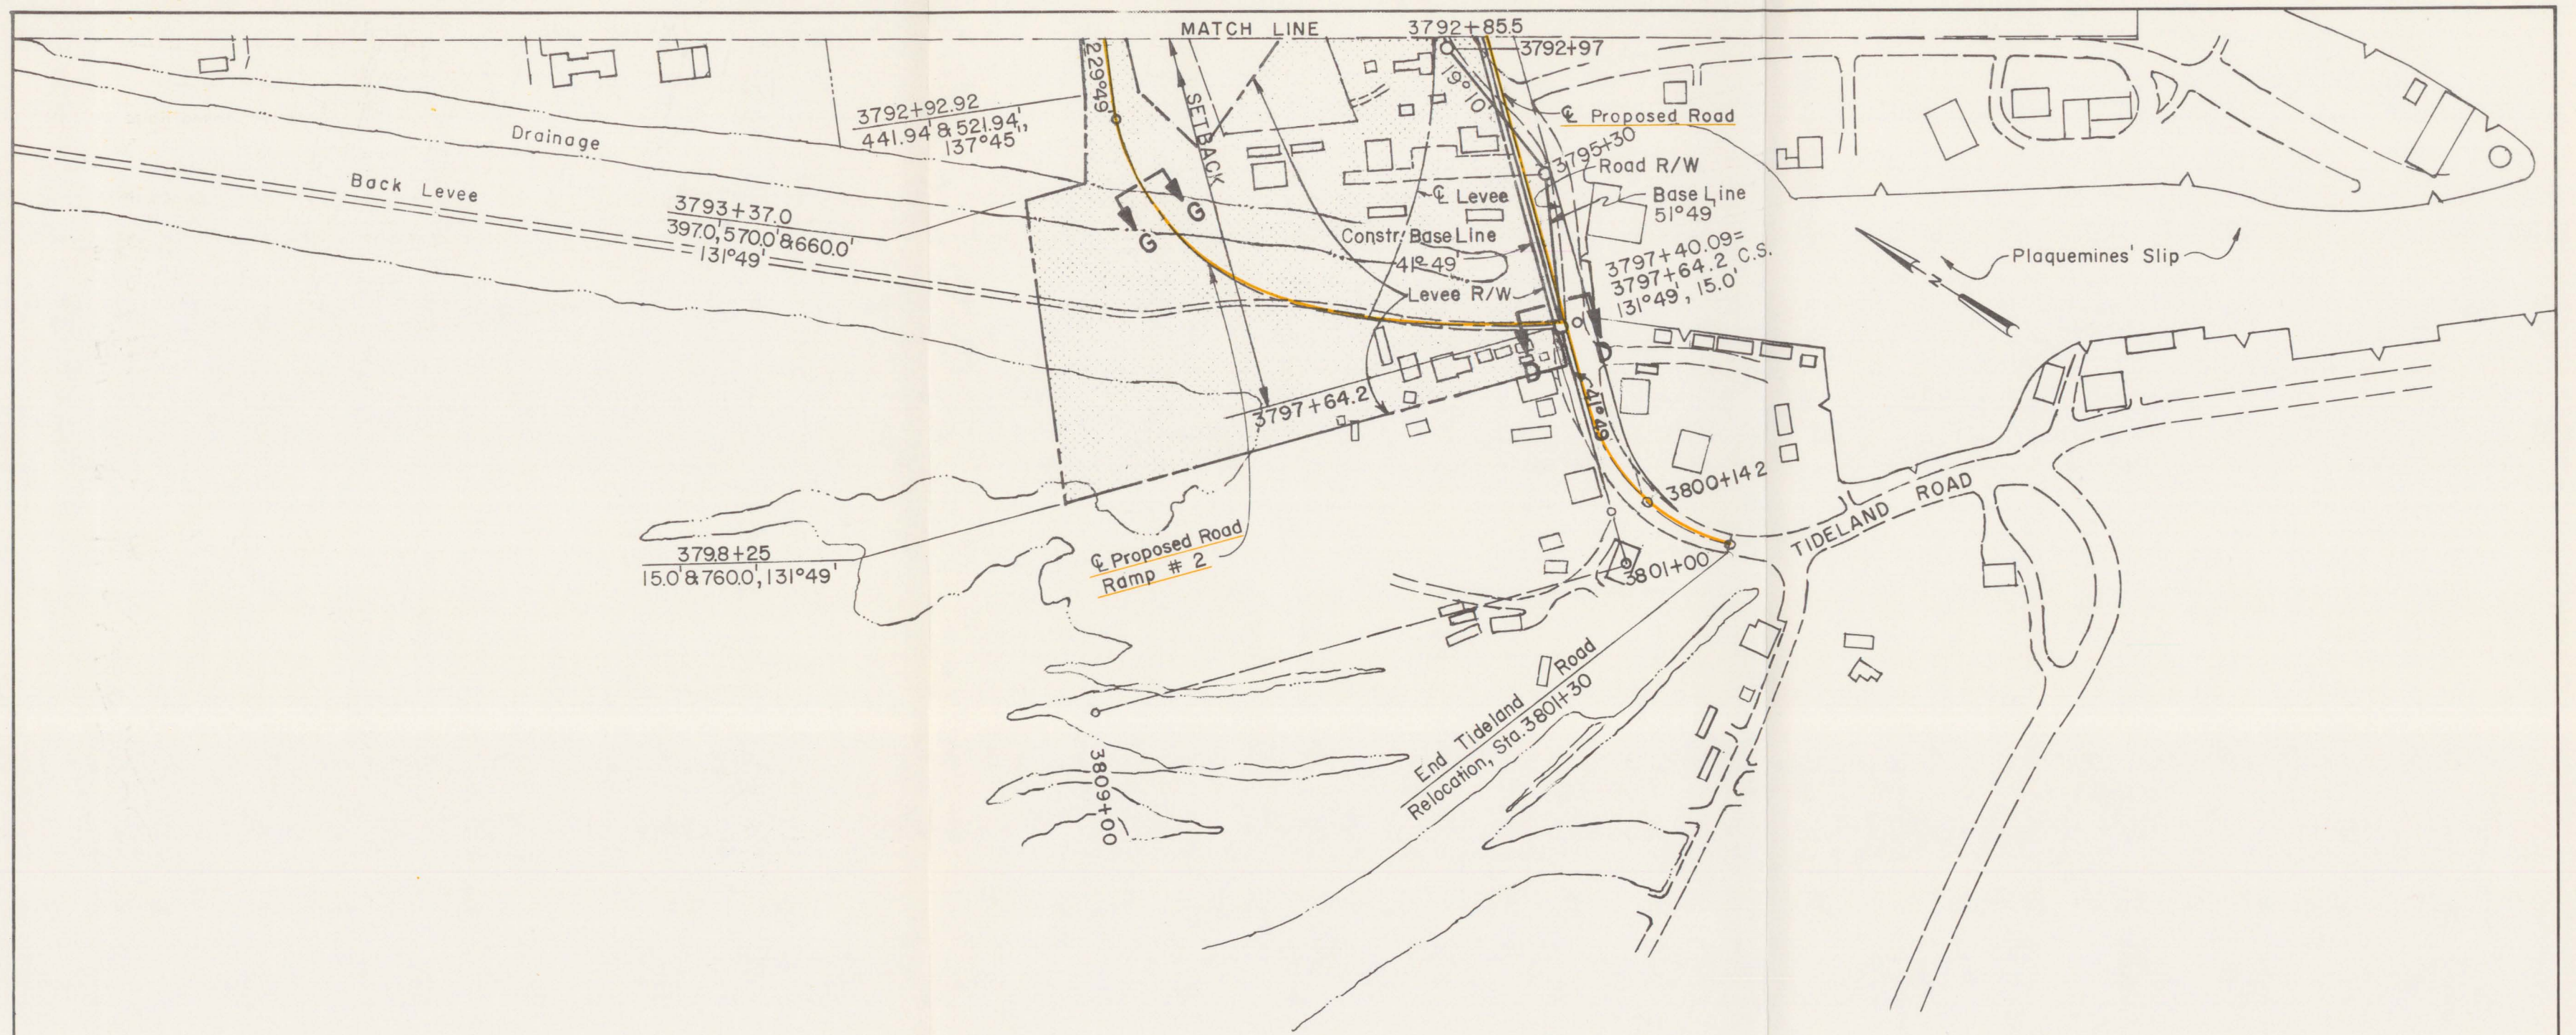 MATCH LINE
3792+85.5
3792+97
229°49'
19°10'
SETBACK
3792+92.92
441.94' & 521.94',
137°45'
Drainage
Back Levee
3793+37.0
397.0', 570.0' & 660.0'
131°49'
G
G
℄ Proposed Road
3795+30
Road R/W
Base Line
51°49'
℄ Levee
Constr. Base Line
41°49'
Levee R/W
3797+40.09=
3797+64.2 C.S.
131°49', 15.0'
Plaquemines' Slip
N
D
D
3797+64.2
41°49'
3800+14.2
TIDELAND ROAD
3798+25
15.0' & 760.0', 131°49'
℄ Proposed Road
Ramp # 2
3801+00
End Tideland Road
Relocation, Sta. 3801+30
3809+00